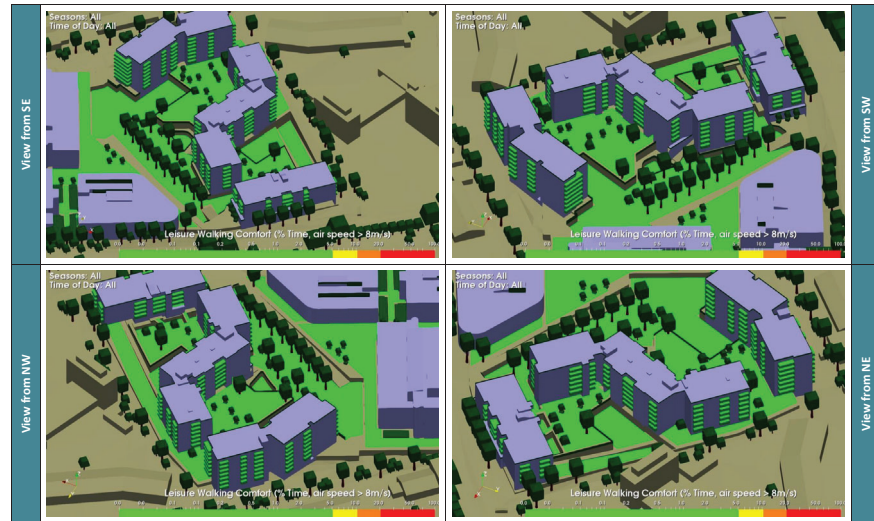 View from SE
Seasons: All
Time of Day: All
Leisure Walking Comfort (% Time, air speed > 8m/s)
Seasons: All
Time of Day: All
Leisure Walking Comfort (% Time, air speed > 8m/s)
View from SW
View from NW
Seasons: All
Time of Day: All
Leisure Walking Comfort (% Time, air speed > 8m/s)
Seasons: All
Time of Day: All
Leisure Walking Comfort (% Time, air speed > 8m/s)
View from NE